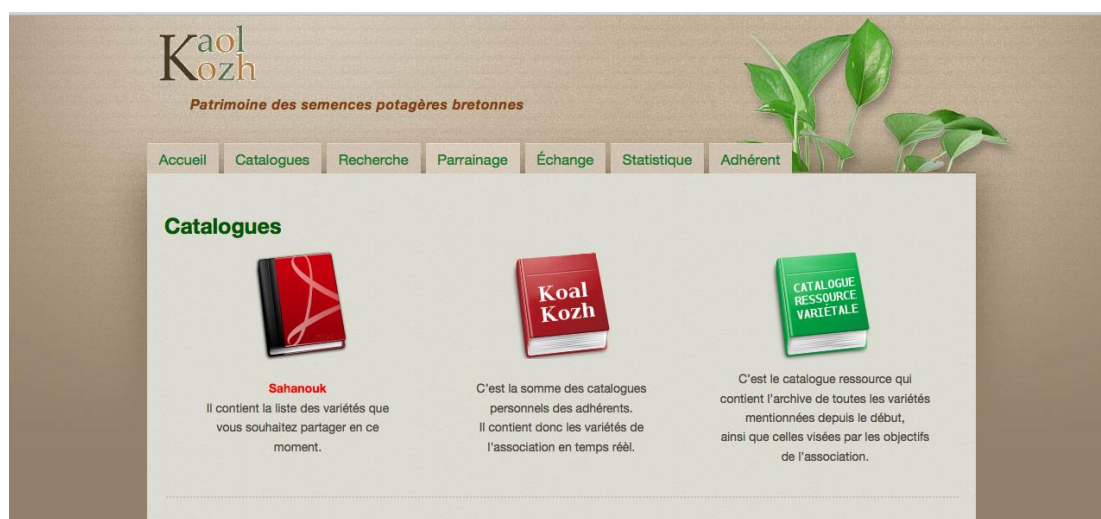 Kaol
Kozh
Patrimoine des semences potagères bretonnes
Accueil Catalogues Recherche Parrainage Échange Statistique Adhérent
Catalogues
Koal
Kozh
CATALOGUE
RESSOURCE
VARIÉTALE
Sahanouk
Il contient la liste des variétés que
vous souhaitez partager en ce
moment.
C'est la somme des catalogues
personnels des adhérents.
Il contient donc les variétés de
l'association en temps réèl.
C'est le catalogue ressource qui
contient l'archive de toutes les variétés
mentionnées depuis le début,
ainsi que celles visées par les objectifs
de l'association.